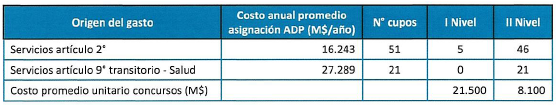 Origen del gasto | Costo anual promedio asignación ADP (M$/año) | N° cupos | I Nivel | II Nivel
Servicios artículo 2° | 16.243 | 51 | 5 | 46
Servicios artículo 9° transitorio - Salud | 27.289 | 21 | 0 | 21
Costo promedio unitario concursos (M$) | 21.500 | 8.100